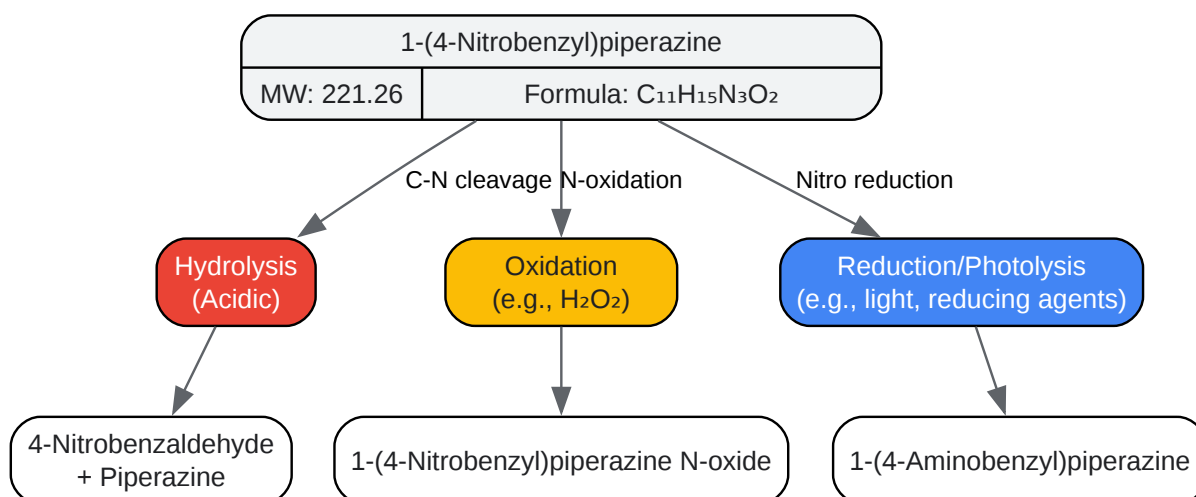 1-(4-Nitrobenzyl)piperazine
MW: 221.26
Formula: C₁₁H₁₅N₃O₂
C-N cleavage
N-oxidation
Nitro reduction
Hydrolysis
(Acidic)
Oxidation
(e.g., H₂O₂)
Reduction/Photolysis
(e.g., light, reducing agents)
4-Nitrobenzaldehyde
+ Piperazine
1-(4-Nitrobenzyl)piperazine N-oxide
1-(4-Aminobenzyl)piperazine